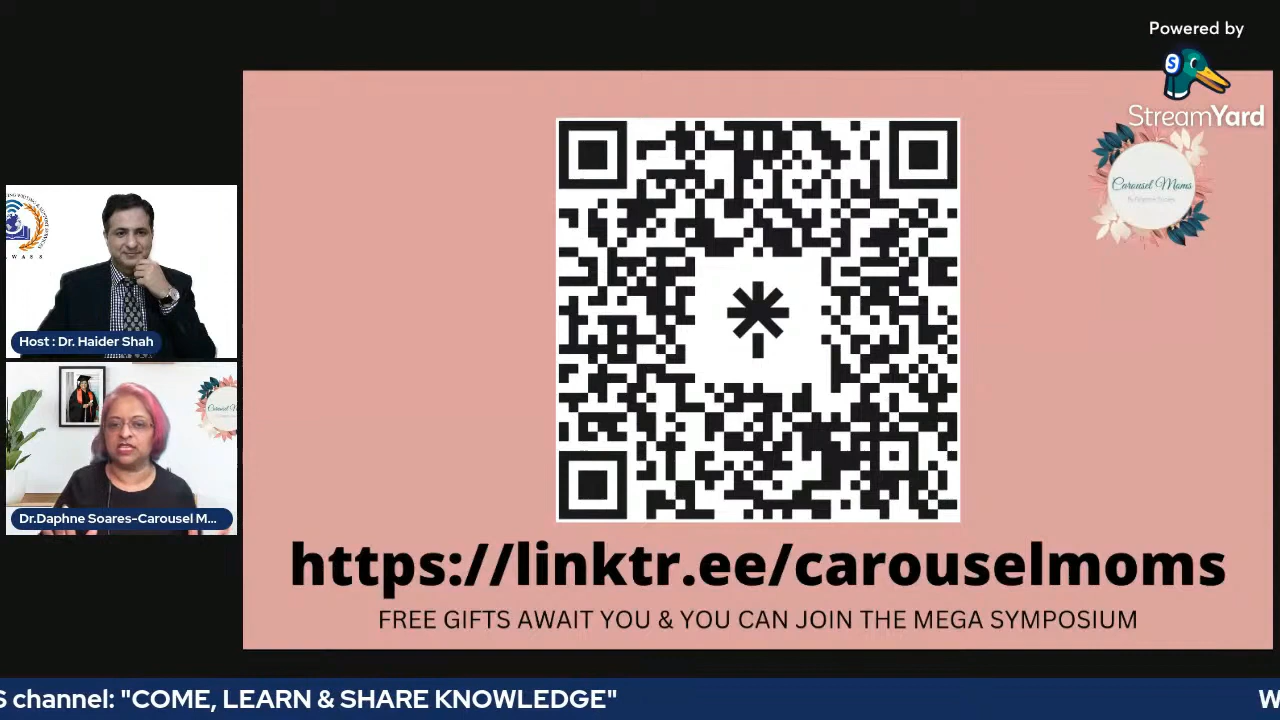 Powered by
StreamYard
Carousel Moms
W A S S
Host : Dr. Haider Shah
Dr.Daphne Soares-Carousel M...
https://linktr.ee/carouselmoms
FREE GIFTS AWAIT YOU & YOU CAN JOIN THE MEGA SYMPOSIUM
S channel: "COME, LEARN & SHARE KNOWLEDGE"
W